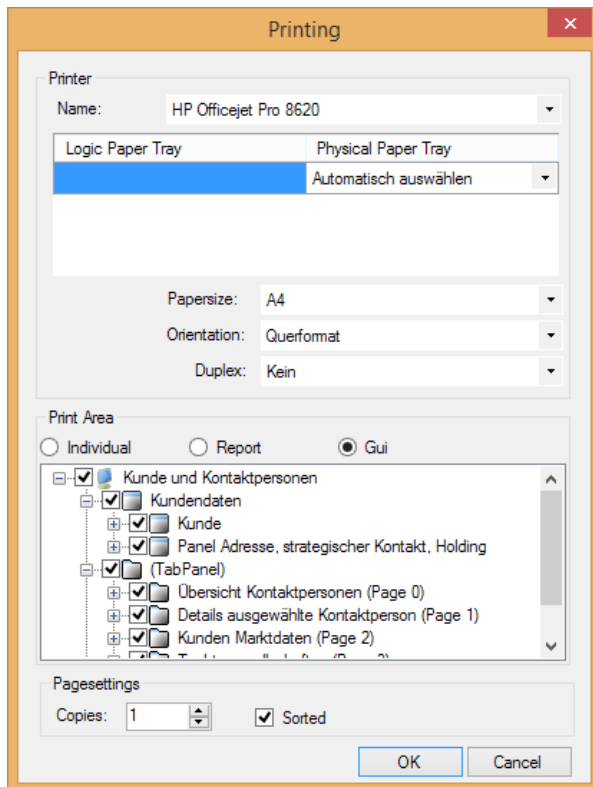 Printing
Printer
Name: HP Officejet Pro 8620
Logic Paper Tray Physical Paper Tray
Automatisch auswählen
Papersize: A4
Orientation: Querformat
Duplex: Kein
Print Area
Individual Report Gui
Kunde und Kontaktpersonen
Kundendaten
Kunde
Panel Adresse, strategischer Kontakt, Holding
(TabPanel)
Übersicht Kontaktpersonen (Page 0)
Details ausgewählte Kontaktperson (Page 1)
Kunden Marktdaten (Page 2)
Pagesettings
Copies: 1 Sorted
OK Cancel